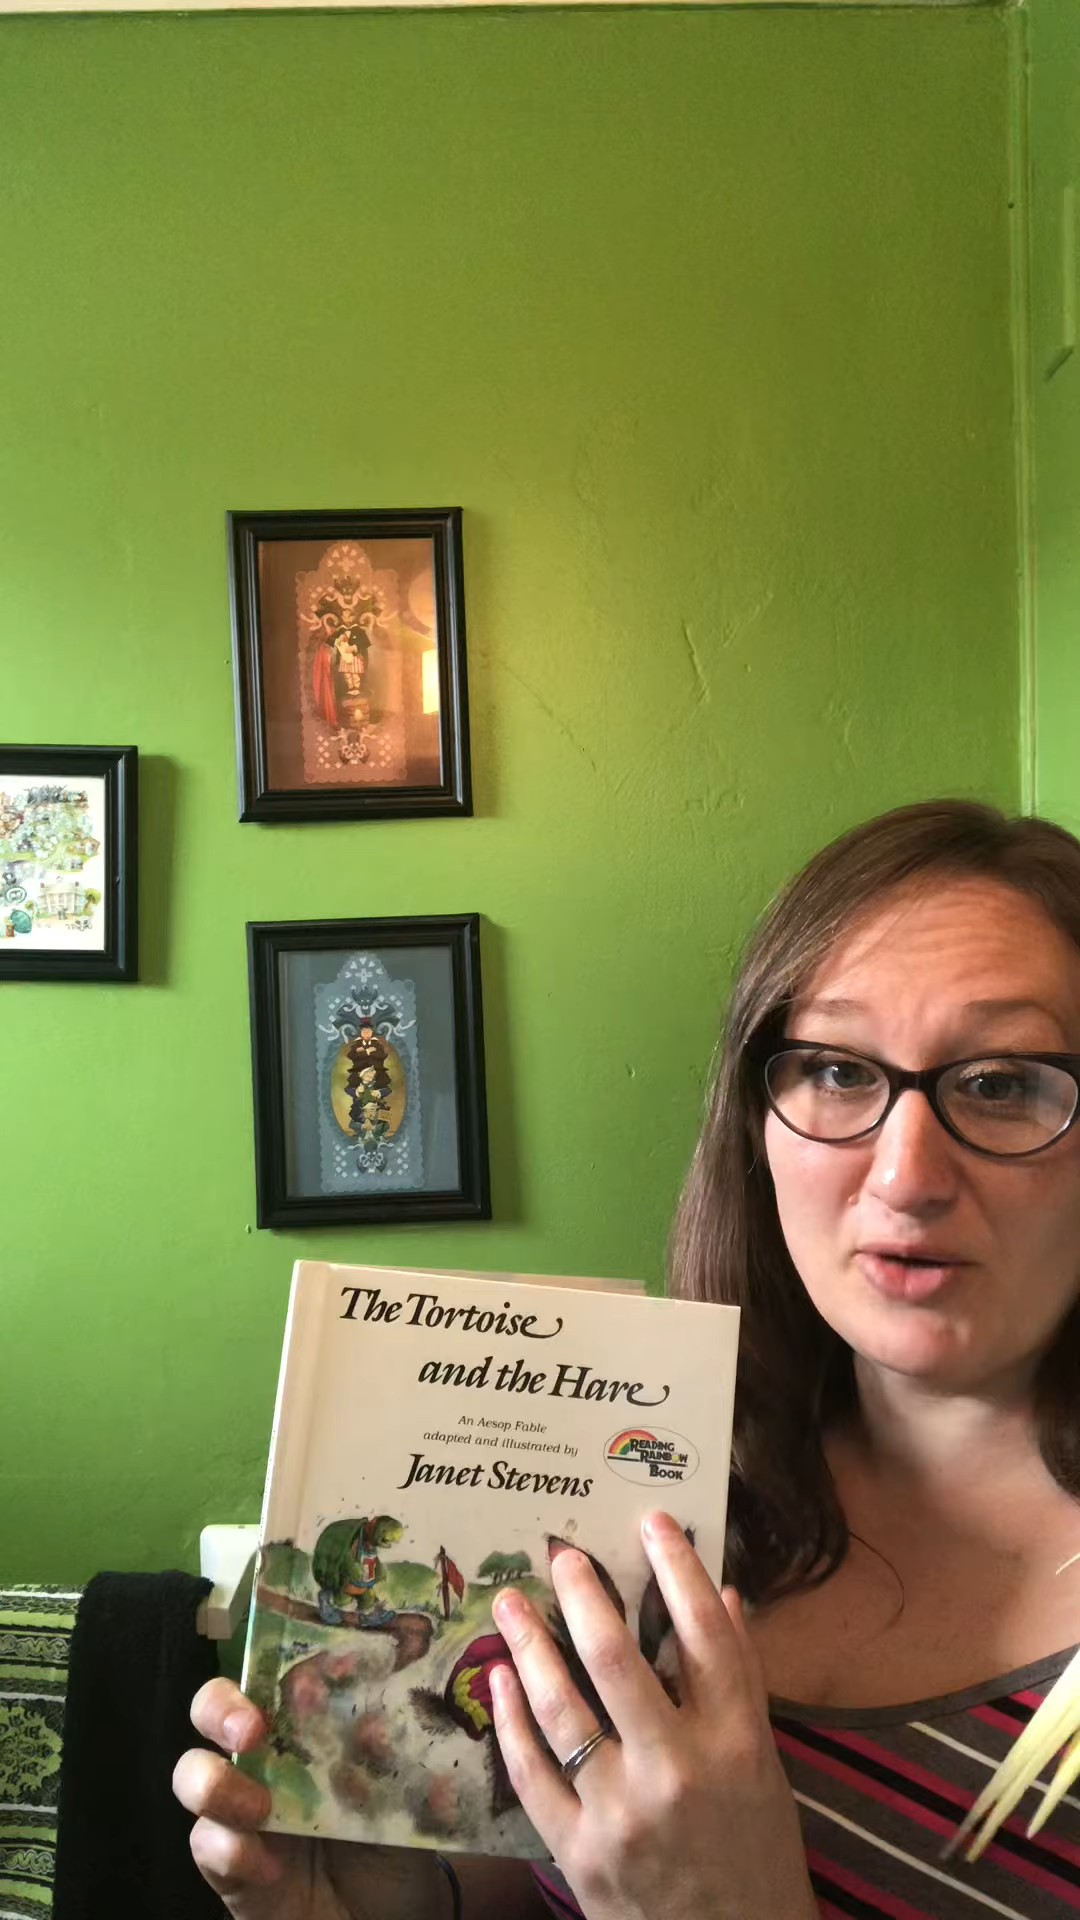 The Tortoise
and the Hare
An Aesop Fable
adapted and illustrated by
Janet Stevens
READING
RAINBOW
BOOK